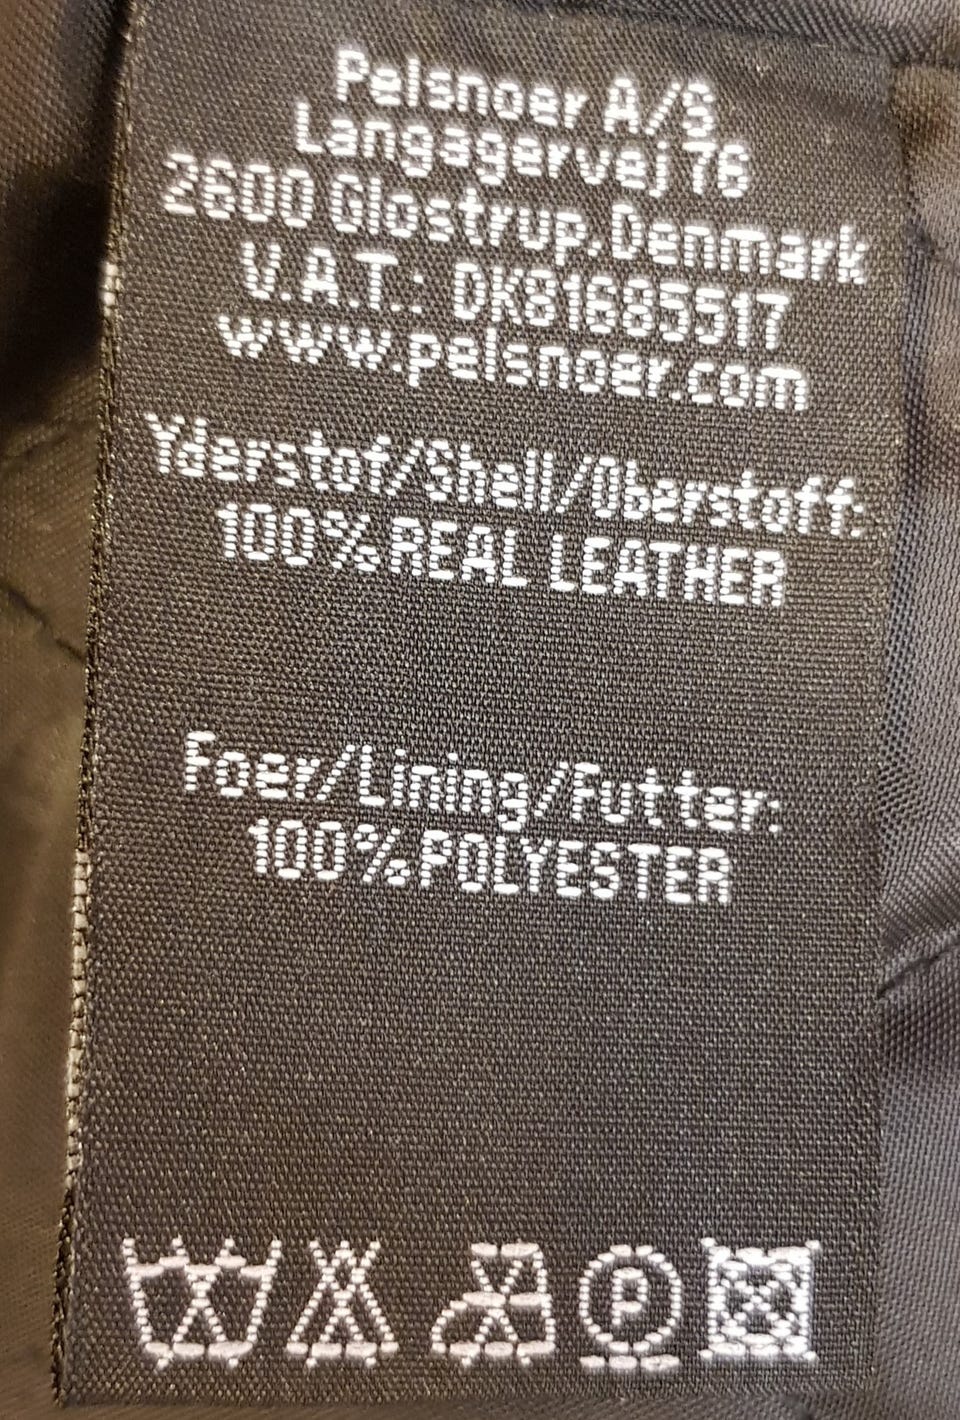 Pelsnoer A/S
Langagervej 76
2600 Glostrup.Denmark
V.A.T.: DK81685517
www.pelsnoer.com
Yderstof/Shell/Oberstoff:
100%REAL LEATHER
Foer/Lining/Futter:
100%POLYESTER
P